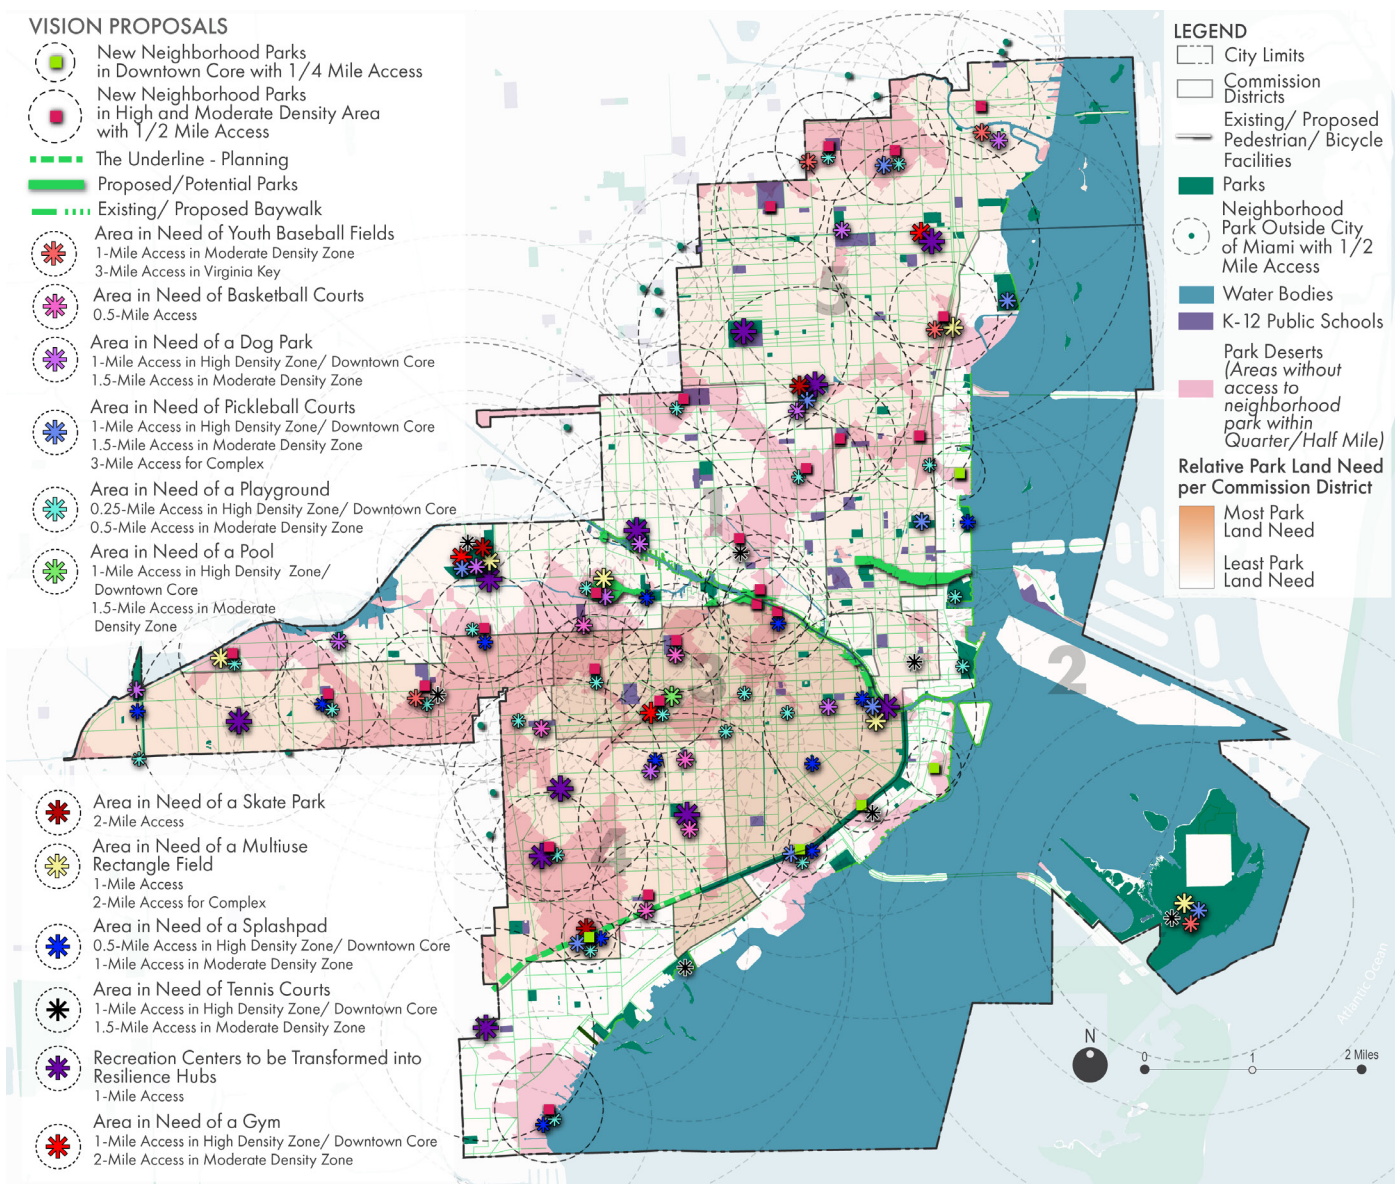 VISION PROPOSALS
New Neighborhood Parks
in Downtown Core with 1/4 Mile Access
New Neighborhood Parks
in High and Moderate Density Area
with 1/2 Mile Access
The Underline - Planning
Proposed/Potential Parks
Existing/ Proposed Baywalk
Area in Need of Youth Baseball Fields
1-Mile Access in Moderate Density Zone
3-Mile Access in Virginia Key
Area in Need of Basketball Courts
0.5-Mile Access
Area in Need of a Dog Park
1-Mile Access in High Density Zone/ Downtown Core
1.5-Mile Access in Moderate Density Zone
Area in Need of Pickleball Courts
1-Mile Access in High Density Zone/ Downtown Core
1.5-Mile Access in Moderate Density Zone
3-Mile Access for Complex
Area in Need of a Playground
0.25-Mile Access in High Density Zone/ Downtown Core
0.5-Mile Access in Moderate Density Zone
Area in Need of a Pool
1-Mile Access in High Density Zone/
Downtown Core
1.5-Mile Access in Moderate
Density Zone
Area in Need of a Skate Park
2-Mile Access
Area in Need of a Multiuse
Rectangle Field
1-Mile Access
2-Mile Access for Complex
Area in Need of a Splashpad
0.5-Mile Access in High Density Zone/ Downtown Core
1-Mile Access in Moderate Density Zone
Area in Need of Tennis Courts
1-Mile Access in High Density Zone/ Downtown Core
1.5-Mile Access in Moderate Density Zone
Recreation Centers to be Transformed into
Resilience Hubs
1-Mile Access
Area in Need of a Gym
1-Mile Access in High Density Zone/ Downtown Core
2-Mile Access in Moderate Density Zone
5
1
3
2
4
LEGEND
City Limits
Commission
Districts
Existing/ Proposed
Pedestrian/ Bicycle
Facilities
Parks
Neighborhood
Park Outside City
of Miami with 1/2
Mile Access
Water Bodies
K-12 Public Schools
Park Deserts
(Areas without
access to
neighborhood
park within
Quarter/Half Mile)
Relative Park Land Need
per Commission District
Most Park
Land Need
Least Park
Land Need
Atlantic Ocean
N
0
1
2 Miles